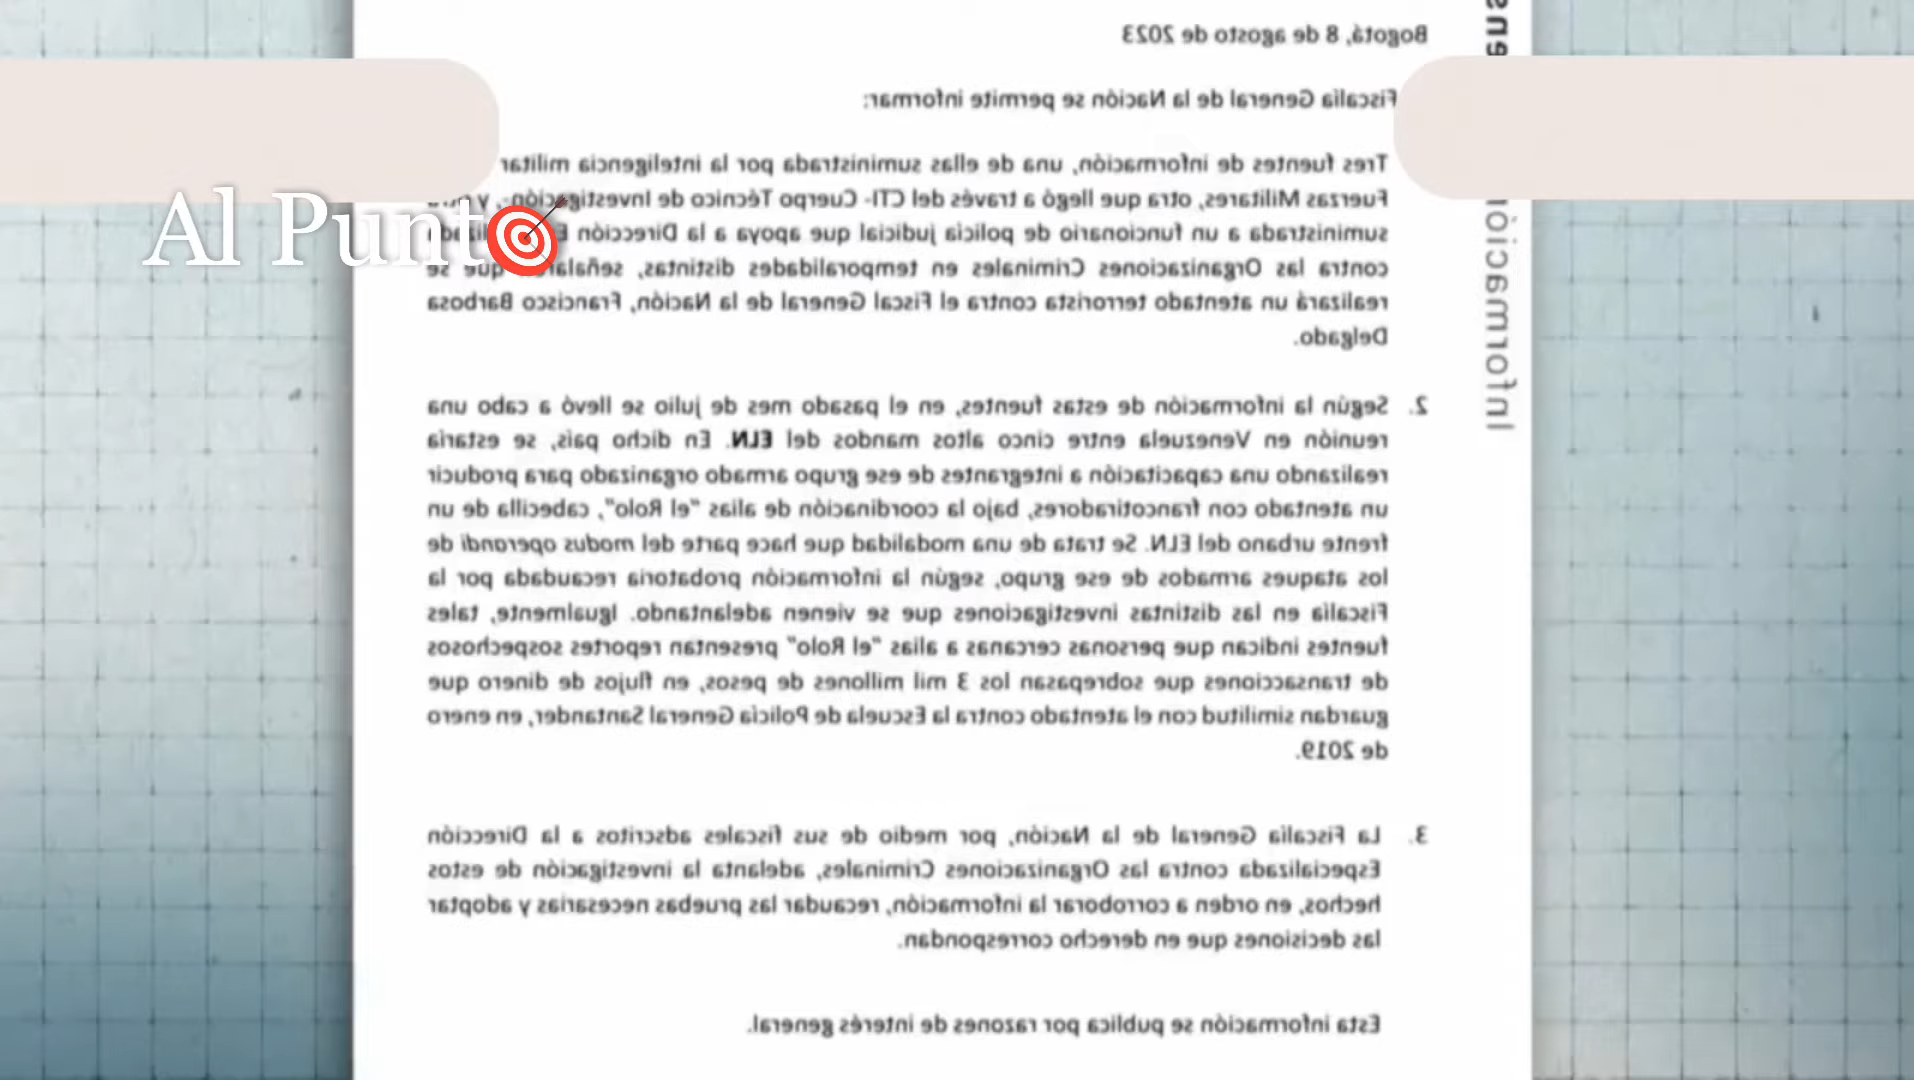 Bogotá, 8 de agosto de 2023
Fiscalía General de la Nación se permite informar:
Tres fuentes de información, una de ellas suministrada por la inteligencia militar
Fuerzas Militares, otra que llegó a través del CTI- Cuerpo Técnico de Investigación-, y
suministrada a un funcionario de policía judicial que apoya a la Dirección
contra las Organizaciones Criminales en temporalidades distintas, que se
realizará un atentado terrorista contra el Fiscal General de la Nación, Francisco Barbosa
Delgado.
2. Según la información de estas fuentes, en el pasado mes de julio se llevó a cabo una
reunión en Venezuela entre cinco altos mandos del ELN. En dicho país, se estaría
realizando una capacitación a integrantes de ese grupo armado organizado para producir
un atentado con francotiradores, bajo la coordinación de alias "el Rolo", cabecilla de un
frente urbano del ELN. Se trata de una modalidad que hace parte del modus operandi de
los ataques armados de ese grupo, según la información probatoria recaudada por la
Fiscalía en las distintas investigaciones que se vienen adelantando. Igualmente, tales
fuentes indican que personas cercanas a alias "el Rolo" presentan reportes sospechosos
de transacciones que sobrepasan los 3 mil millones de pesos, en flujos de dinero que
guardan similitud con el atentado contra la Escuela de Policía General Santander, en enero
de 2019.
3. La Fiscalía General de la Nación, por medio de sus fiscales adscritos a la Dirección
Especializada contra las Organizaciones Criminales, adelanta la investigación de estos
hechos, en orden a corroborar la información, recaudar las pruebas necesarias y adoptar
las decisiones que en derecho correspondan.
Esta información se publica por razones de interés general.
Al Punt